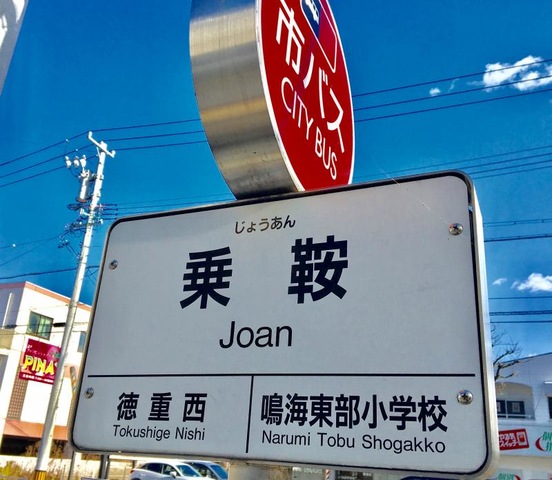 市バス
CITY BUS
じょうあん
乗鞍
Joan
徳重西
Tokushige Nishi
鳴海東部小学校
Narumi Tobu Shogakko
PINA